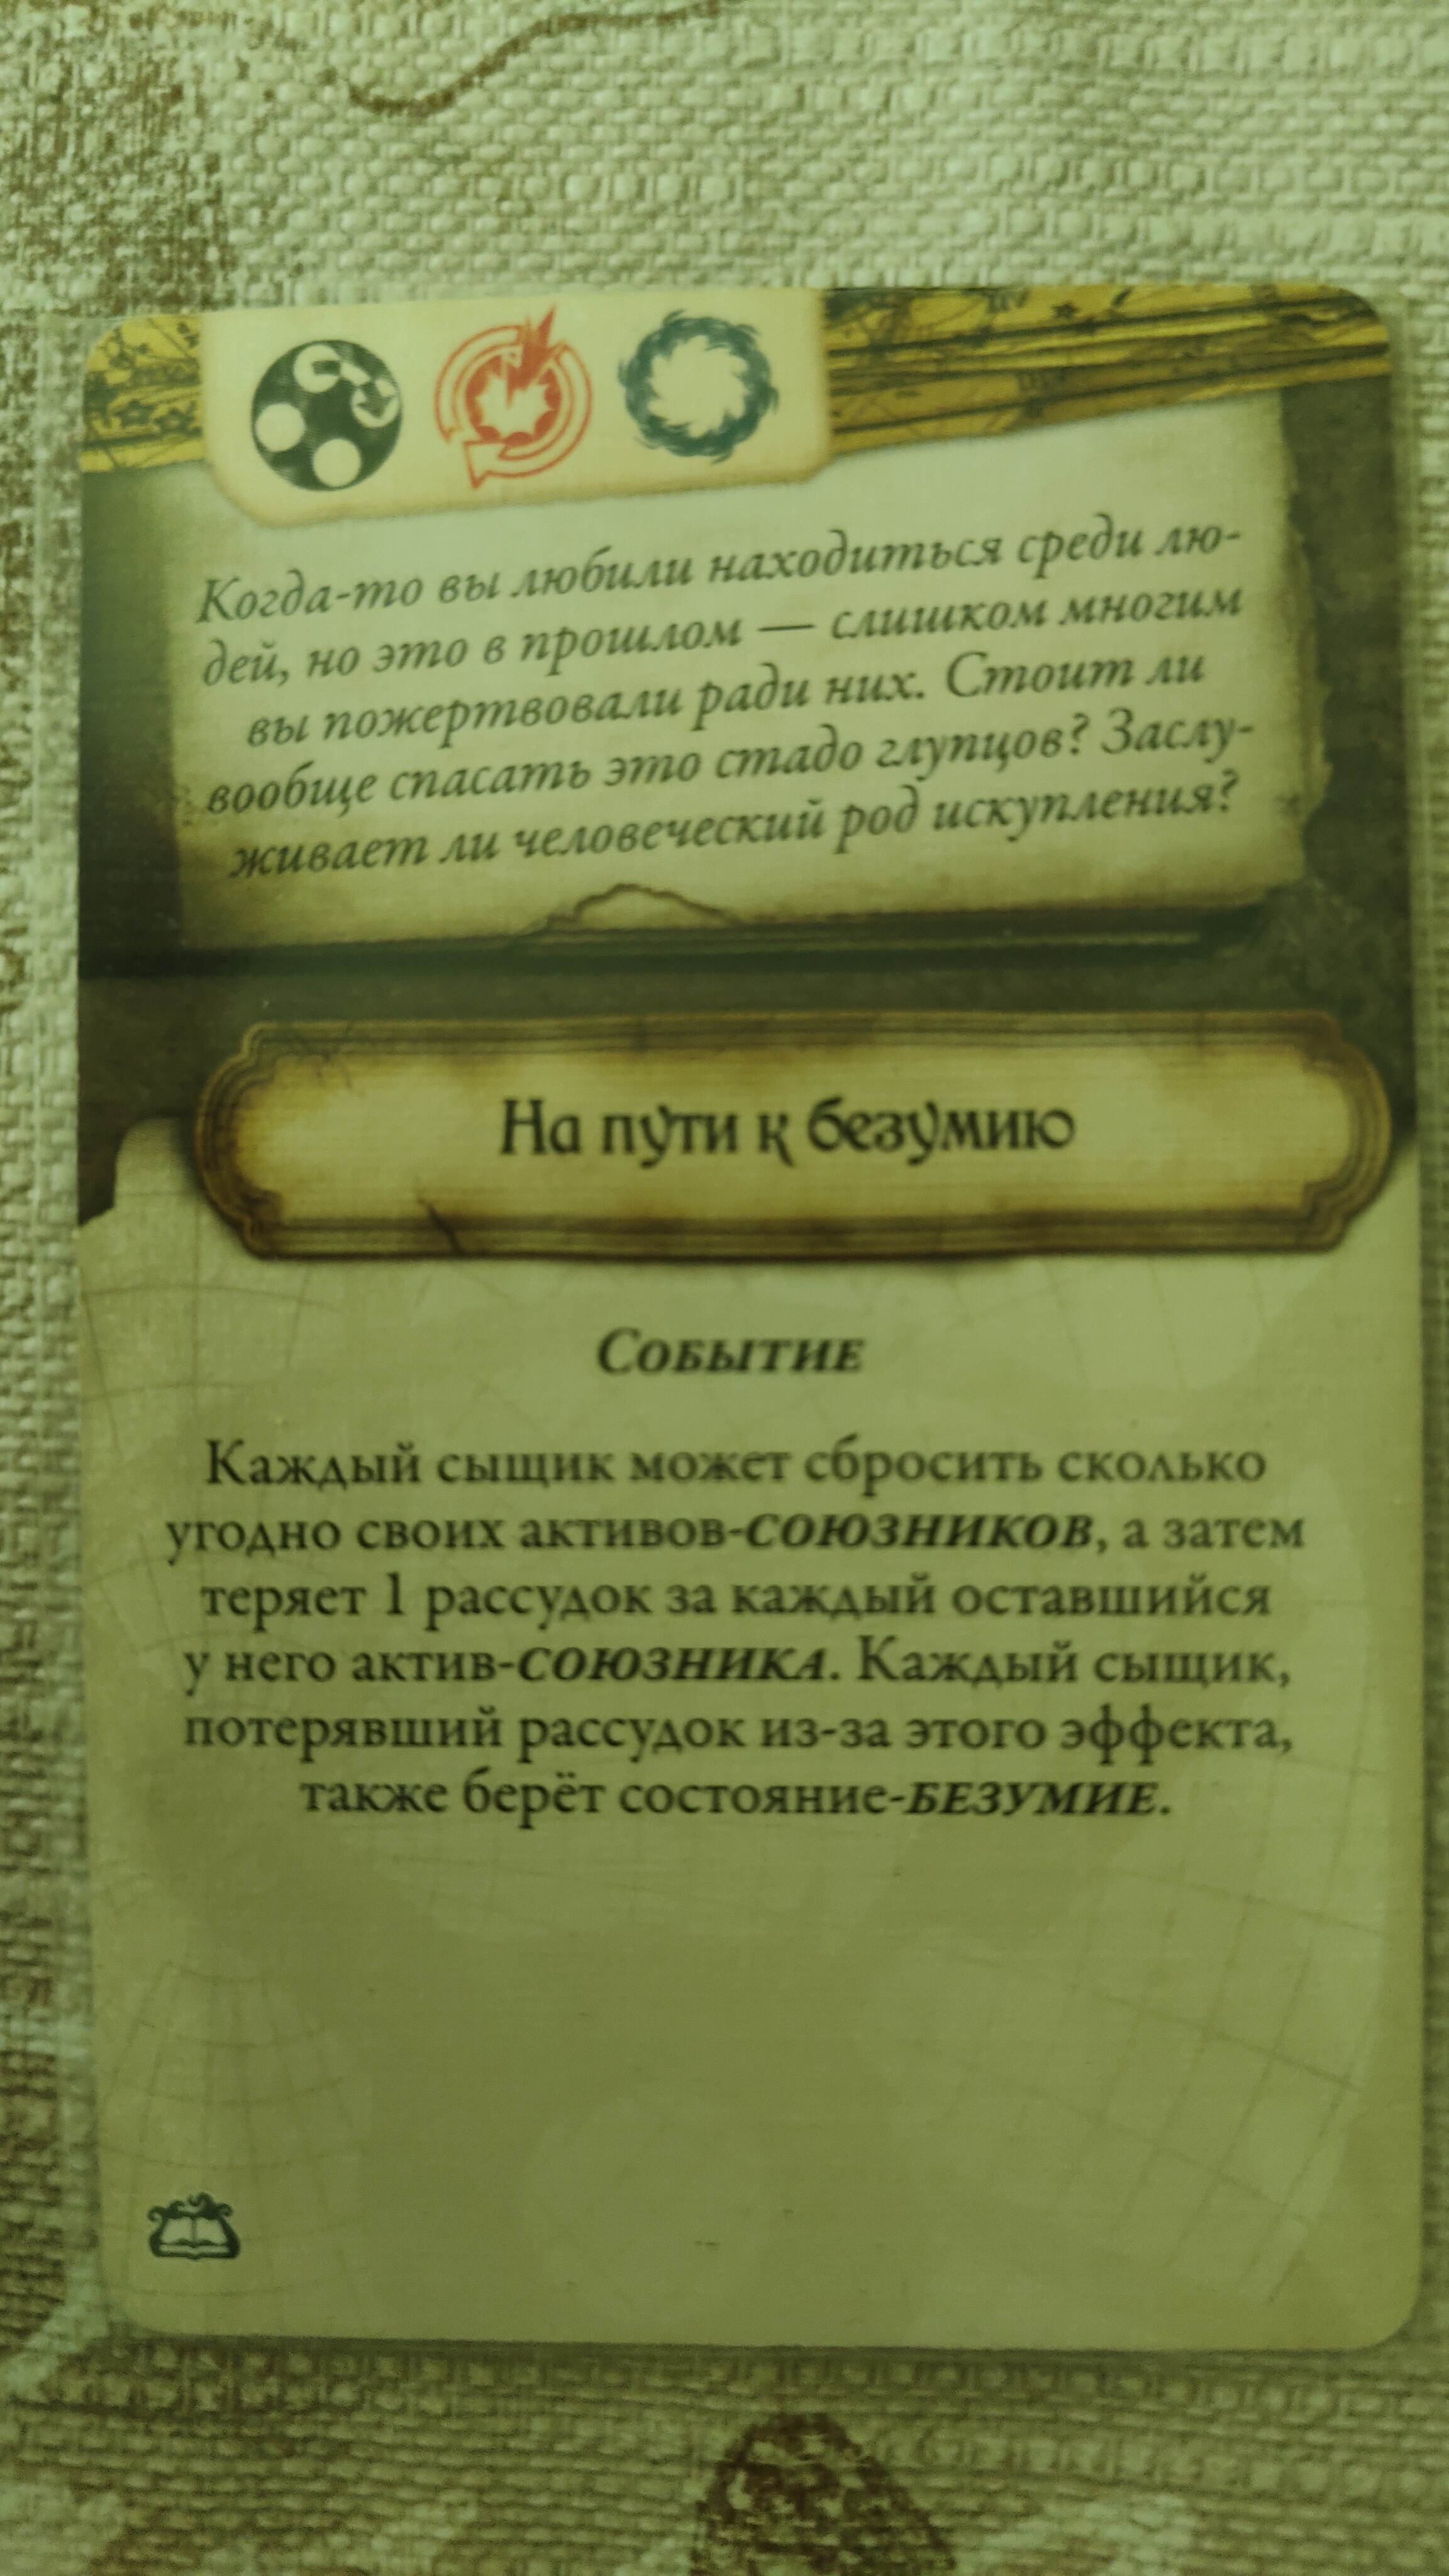 Когда-то вы любили находиться среди лю-
дей, но это в прошлом — слишком многим
вы пожертвовали ради них. Стоит ли
вообще спасать это стадо глупцов? Заслу-
живает ли человеческий род искупления?
На пути к безумию
Событие
Каждый сыщик может сбросить сколько
угодно своих активов-СОЮЗНИКОВ, а затем
теряет 1 рассудок за каждый оставшийся
у него актив-СОЮЗНИКА. Каждый сыщик,
потерявший рассудок из-за этого эффекта,
также берёт состояние-БЕЗУМИЕ.